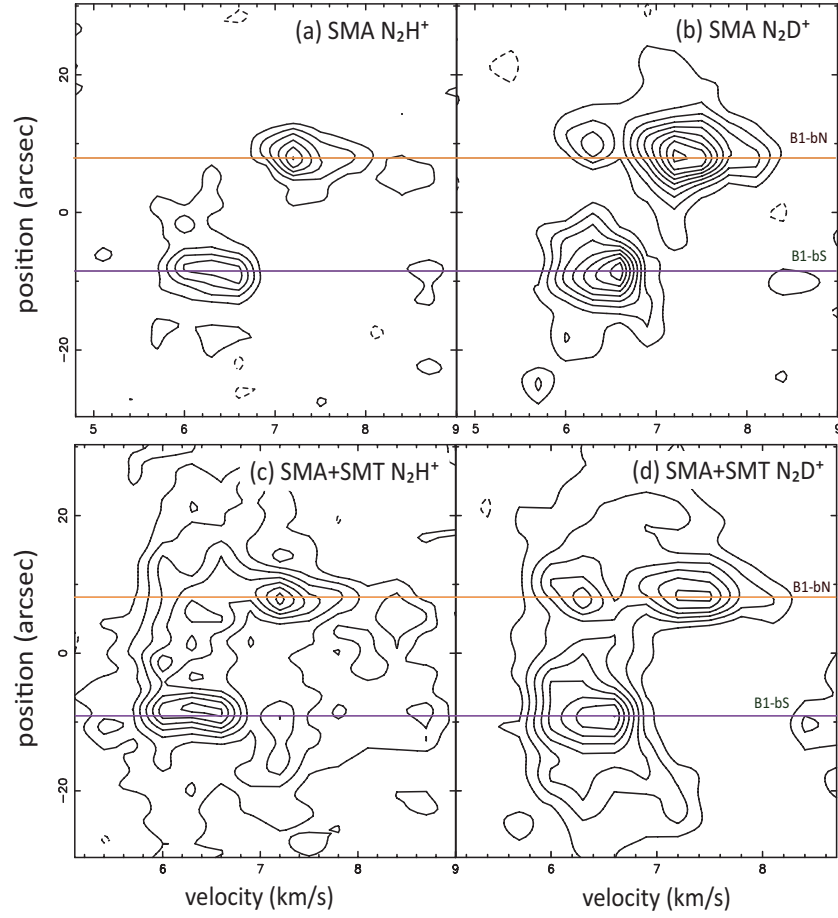 (a) SMA N₂H⁺
(b) SMA N₂D⁺
20
0
−20
position (arcsec)
B1-bN
B1-bS
5 6 7 8 9
5 6 7 8 9
(c) SMA+SMT N₂H⁺
(d) SMA+SMT N₂D⁺
20
0
−20
position (arcsec)
B1-bN
B1-bS
6 7 8 9
6 7 8
velocity (km/s)
velocity (km/s)